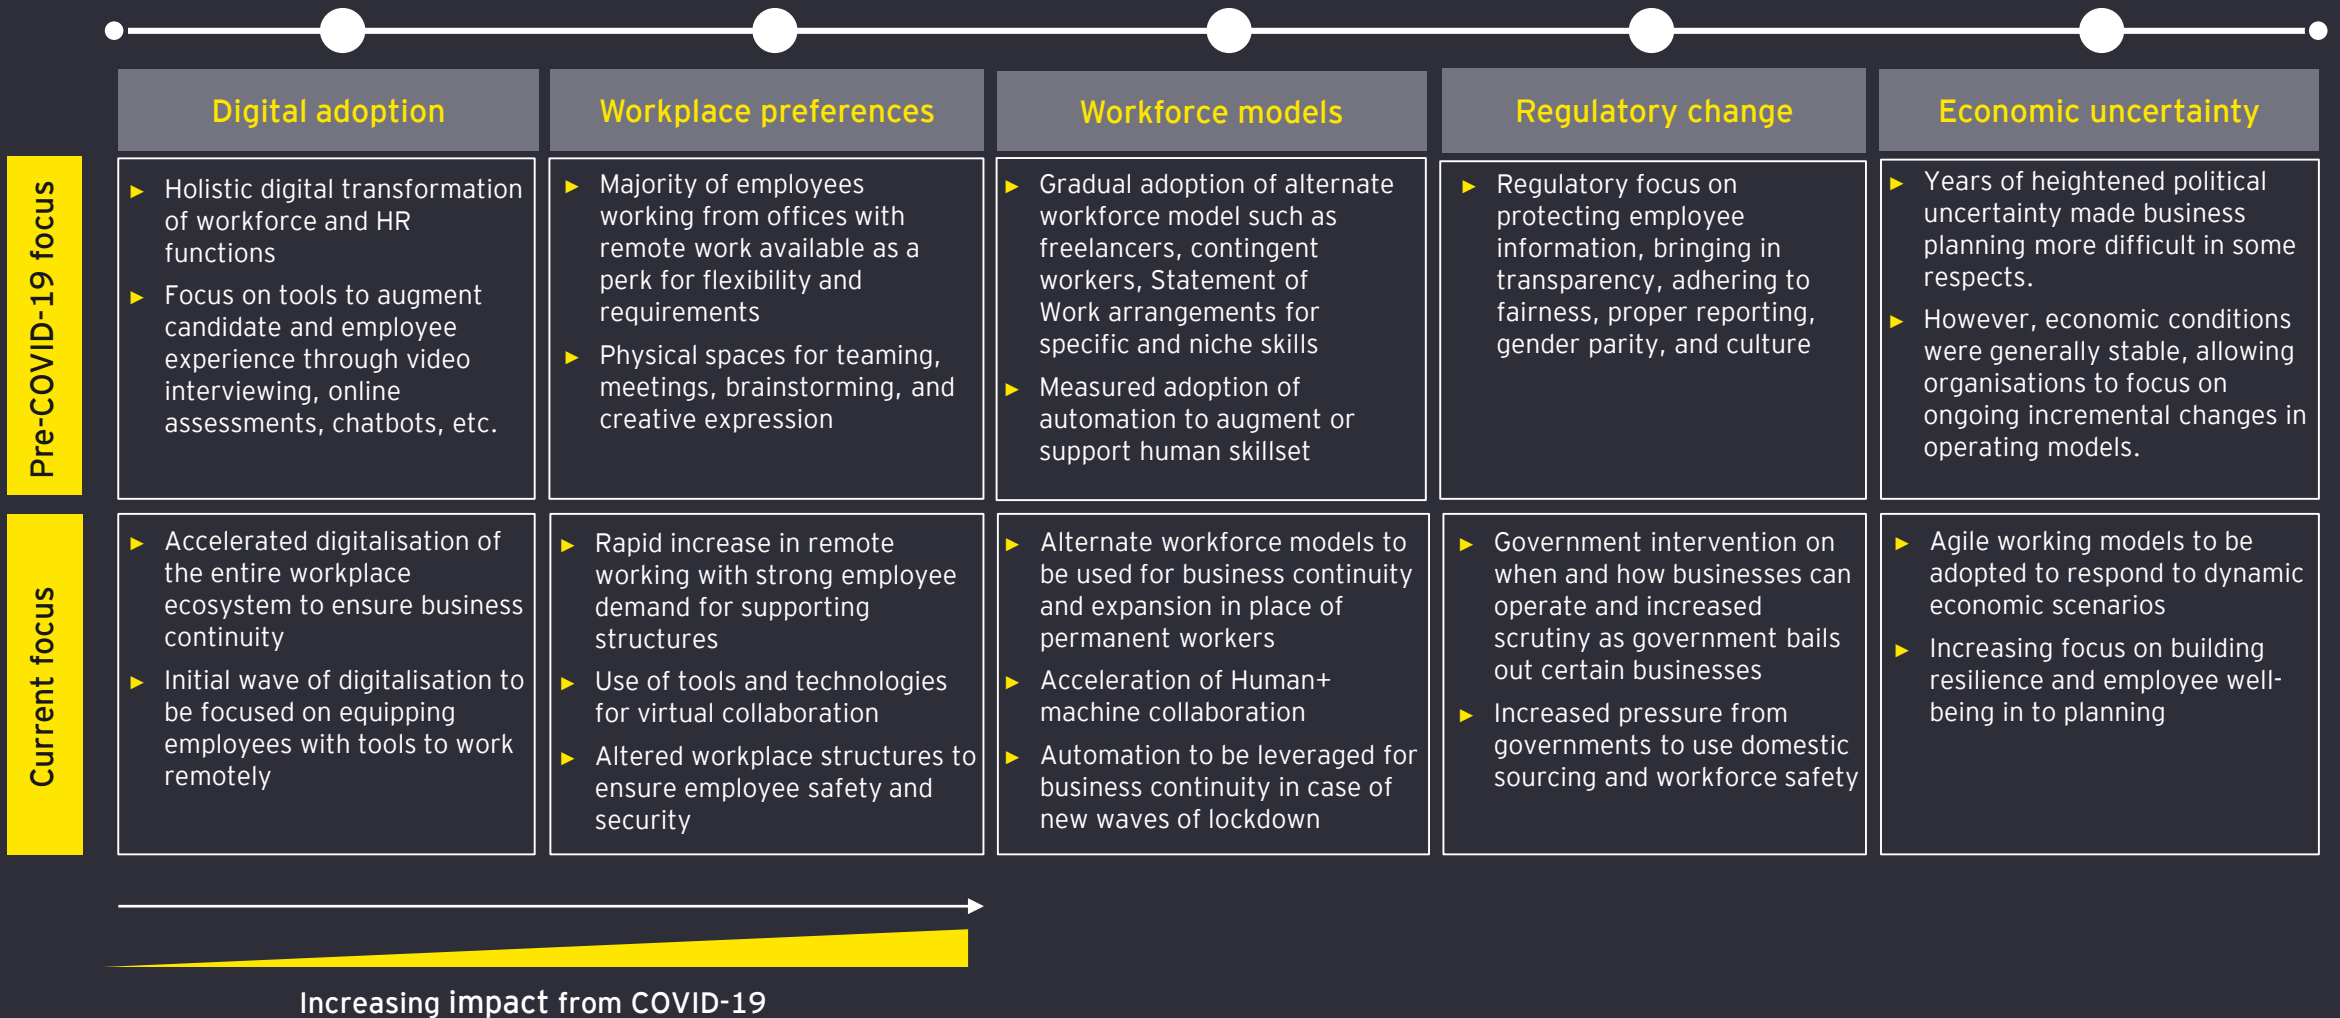 Digital adoption
Workplace preferences
Workforce models
Regulatory change
Economic uncertainty
Pre-COVID-19 focus
► Holistic digital transformation
of workforce and HR
functions
► Focus on tools to augment
candidate and employee
experience through video
interviewing, online
assessments, chatbots, etc.
► Majority of employees
working from offices with
remote work available as a
perk for flexibility and
requirements
► Physical spaces for teaming,
meetings, brainstorming, and
creative expression
► Gradual adoption of alternate
workforce model such as
freelancers, contingent
workers, Statement of
Work arrangements for
specific and niche skills
► Measured adoption of
automation to augment or
support human skillset
► Regulatory focus on
protecting employee
information, bringing in
transparency, adhering to
fairness, proper reporting,
gender parity, and culture
► Years of heightened political
uncertainty made business
planning more difficult in some
respects.
► However, economic conditions
were generally stable, allowing
organisations to focus on
ongoing incremental changes in
operating models.
Current focus
► Accelerated digitalisation of
the entire workplace
ecosystem to ensure business
continuity
► Initial wave of digitalisation to
be focused on equipping
employees with tools to work
remotely
► Rapid increase in remote
working with strong employee
demand for supporting
structures
► Use of tools and technologies
for virtual collaboration
► Altered workplace structures to
ensure employee safety and
security
► Alternate workforce models to
be used for business continuity
and expansion in place of
permanent workers
► Acceleration of Human+
machine collaboration
► Automation to be leveraged for
business continuity in case of
new waves of lockdown
► Government intervention on
when and how businesses can
operate and increased
scrutiny as government bails
out certain businesses
► Increased pressure from
governments to use domestic
sourcing and workforce safety
► Agile working models to be
adopted to respond to dynamic
economic scenarios
► Increasing focus on building
resilience and employee well-
being in to planning
Increasing impact from COVID-19